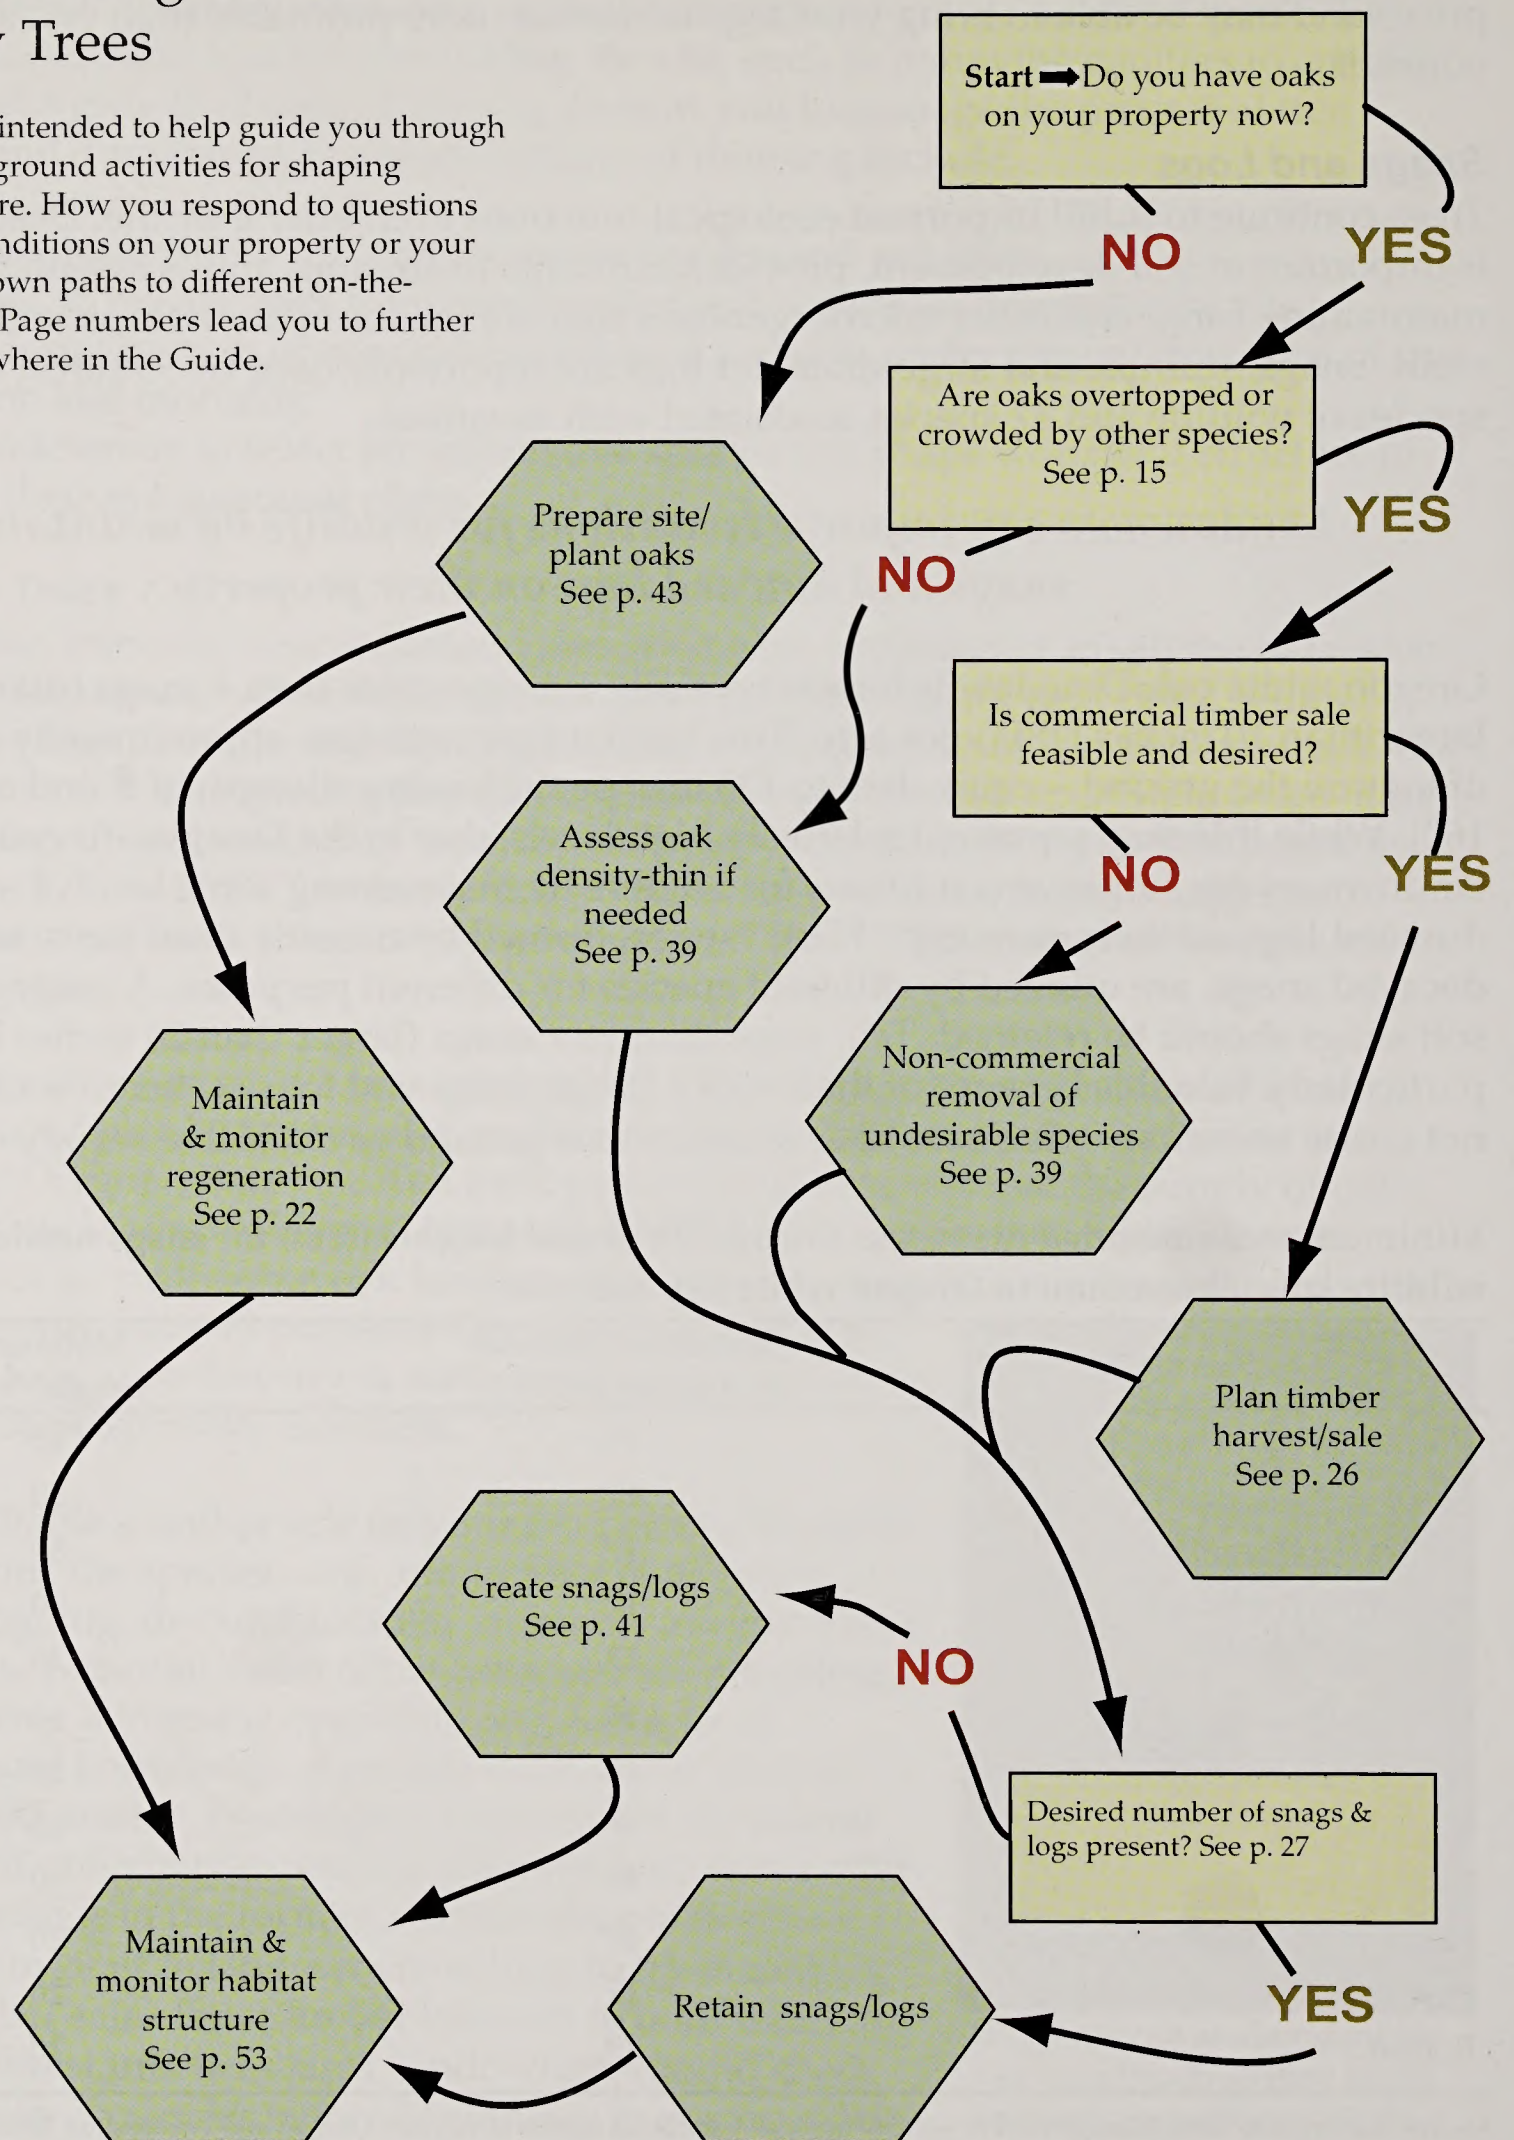 Trees
intended to help guide you through
ground activities for shaping
re. How you respond to questions
nditions on your property or your
own paths to different on-the-
Page numbers lead you to further
where in the Guide.
Start Do you have oaks
on your property now?
NO
YES
Are oaks overtopped or
crowded by other species?
See p. 15
NO
YES
Prepare site/
plant oaks
See p. 43
Is commercial timber sale
feasible and desired?
NO
YES
Assess oak
density-thin if
needed
See p. 39
Non-commercial
removal of
undesirable species
See p. 39
Maintain
& monitor
regeneration
See p. 22
Plan timber
harvest/sale
See p. 26
Create snags/logs
See p. 41
NO
Desired number of snags &
logs present? See p. 27
YES
Maintain &
monitor habitat
structure
See p. 53
Retain snags/logs